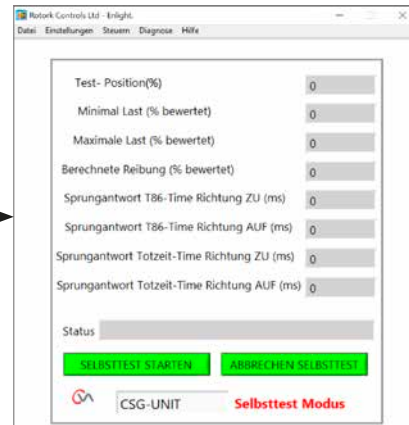 Rotork Controls Ltd - Enlight.
Datei Einstellungen Steuern Diagnose Hilfe
Test- Position(%) 0
Minimal Last (% bewertet) 0
Maximale Last (% bewertet) 0
Berechnete Reibung (% bewertet) 0
Sprungantwort T86-Time Richtung ZU (ms) 0
Sprungantwort T86-Time Richtung AUF (ms) 0
Sprungantwort Totzeit-Time Richtung ZU (ms) 0
Sprungantwort Totzeit-Time Richtung AUF (ms) 0
Status
SELBSTTEST STARTEN ABBRECHEN SELBSTTEST
CSG-UNIT Selbsttest Modus